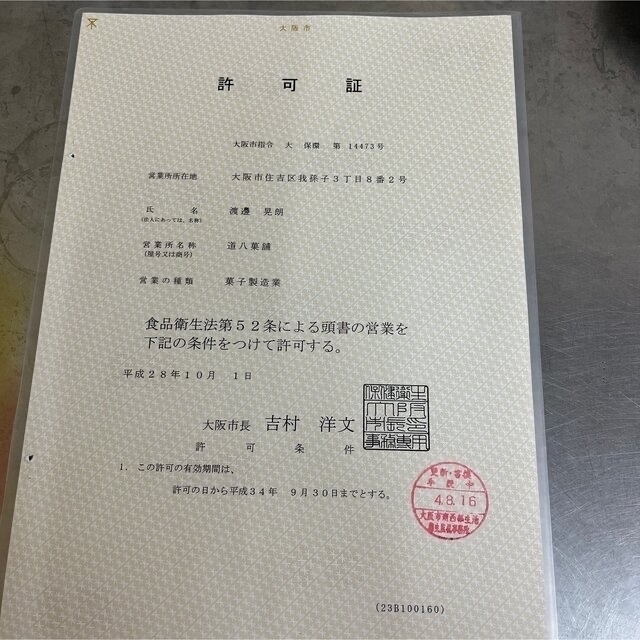 大阪市
許可証
大阪市指令 大 保環 第 14473号
営業所所在地 大阪市住吉区我孫子3丁目8番2号
氏名 渡邊 晃朗
(法人にあっては、名称)
営業所名称 道八菓舗
(屋号又は商号)
営業の種類 菓子製造業
食品衛生法第52条による頭書の営業を
下記の条件をつけて許可する。
平成28年10月 1日
大阪市長 吉村 洋文
許可条件
1. この許可の有効期間は、
許可の日から平成34年 9月30日までとする。
手続中
4.8.16
(23B100160)